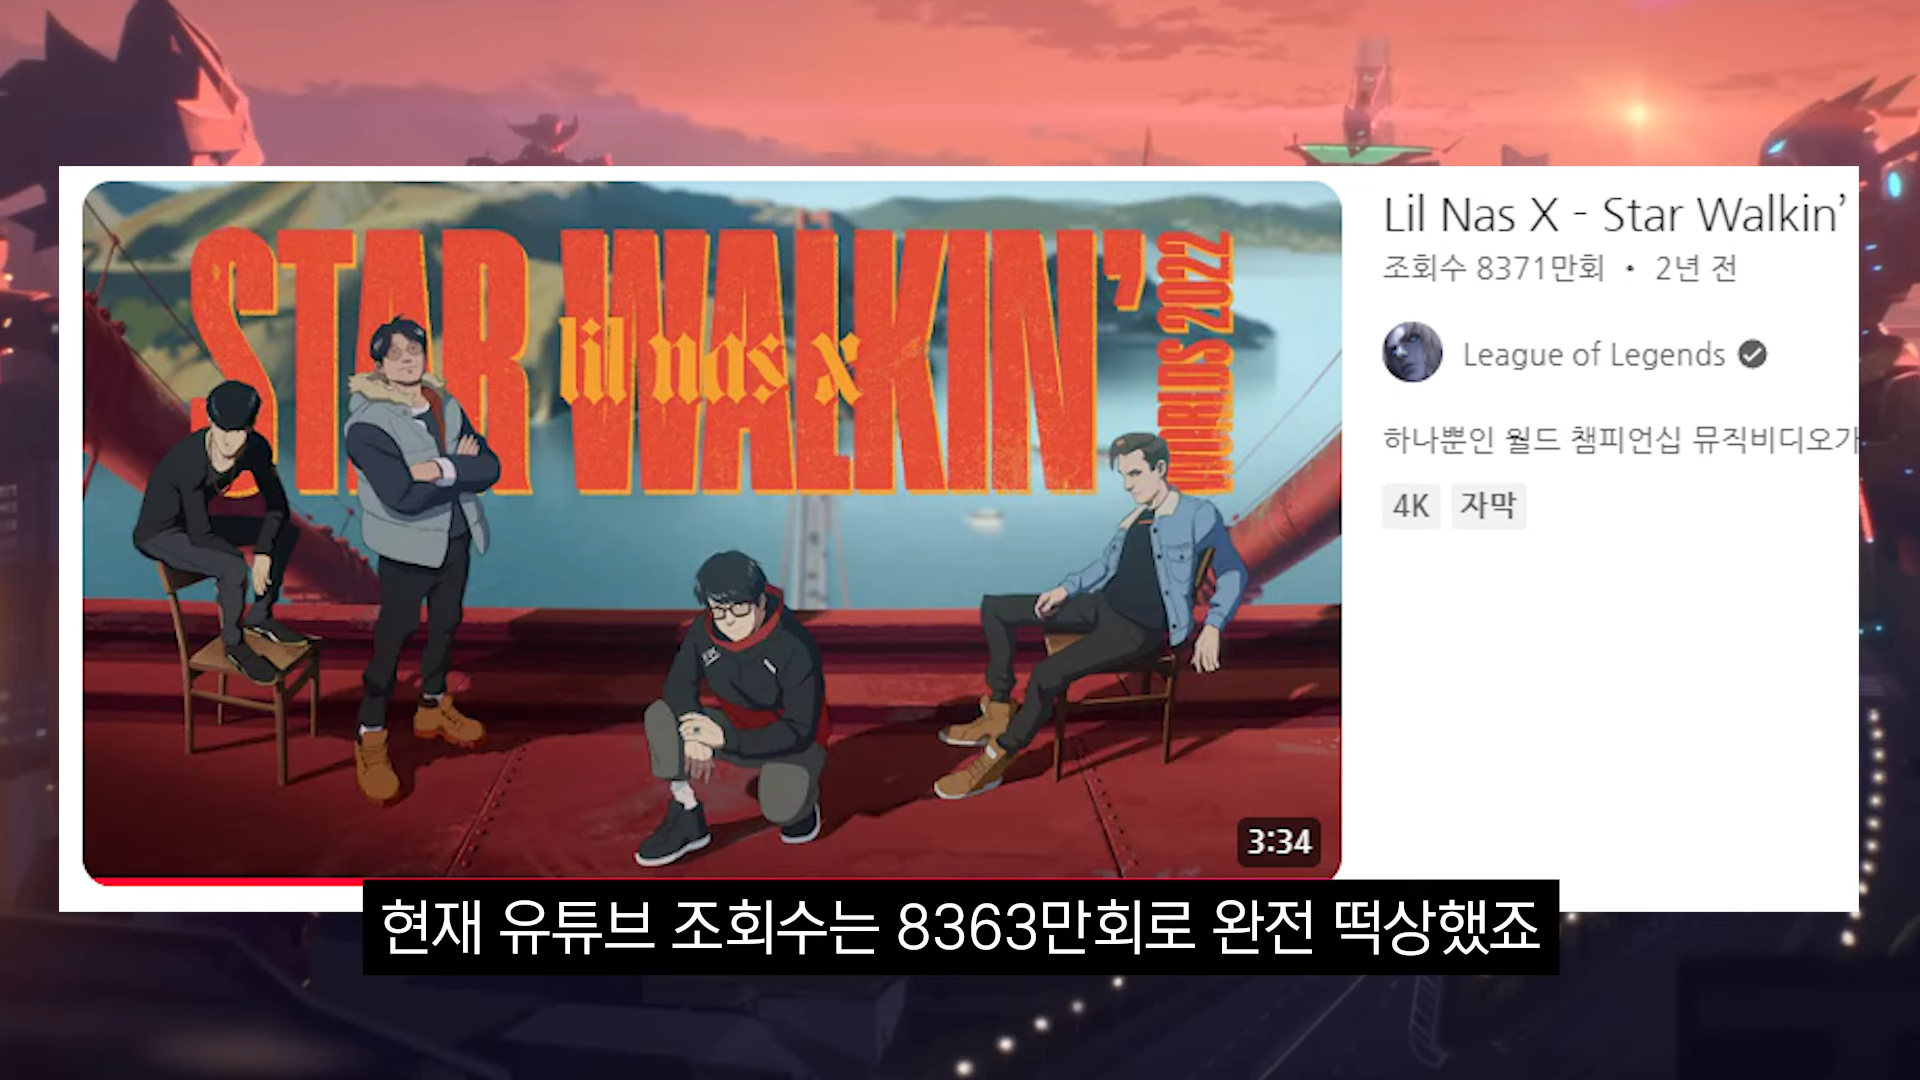 STAR WALKIN’
lil nas x
WORLDS 2022
3:34
Lil Nas X - Star Walkin’
조회수 8371만회 • 2년 전
League of Legends
하나뿐인 월드 챔피언십 뮤직비디오가
4K 자막
현재 유튜브 조회수는 8363만회로 완전 떡상했죠